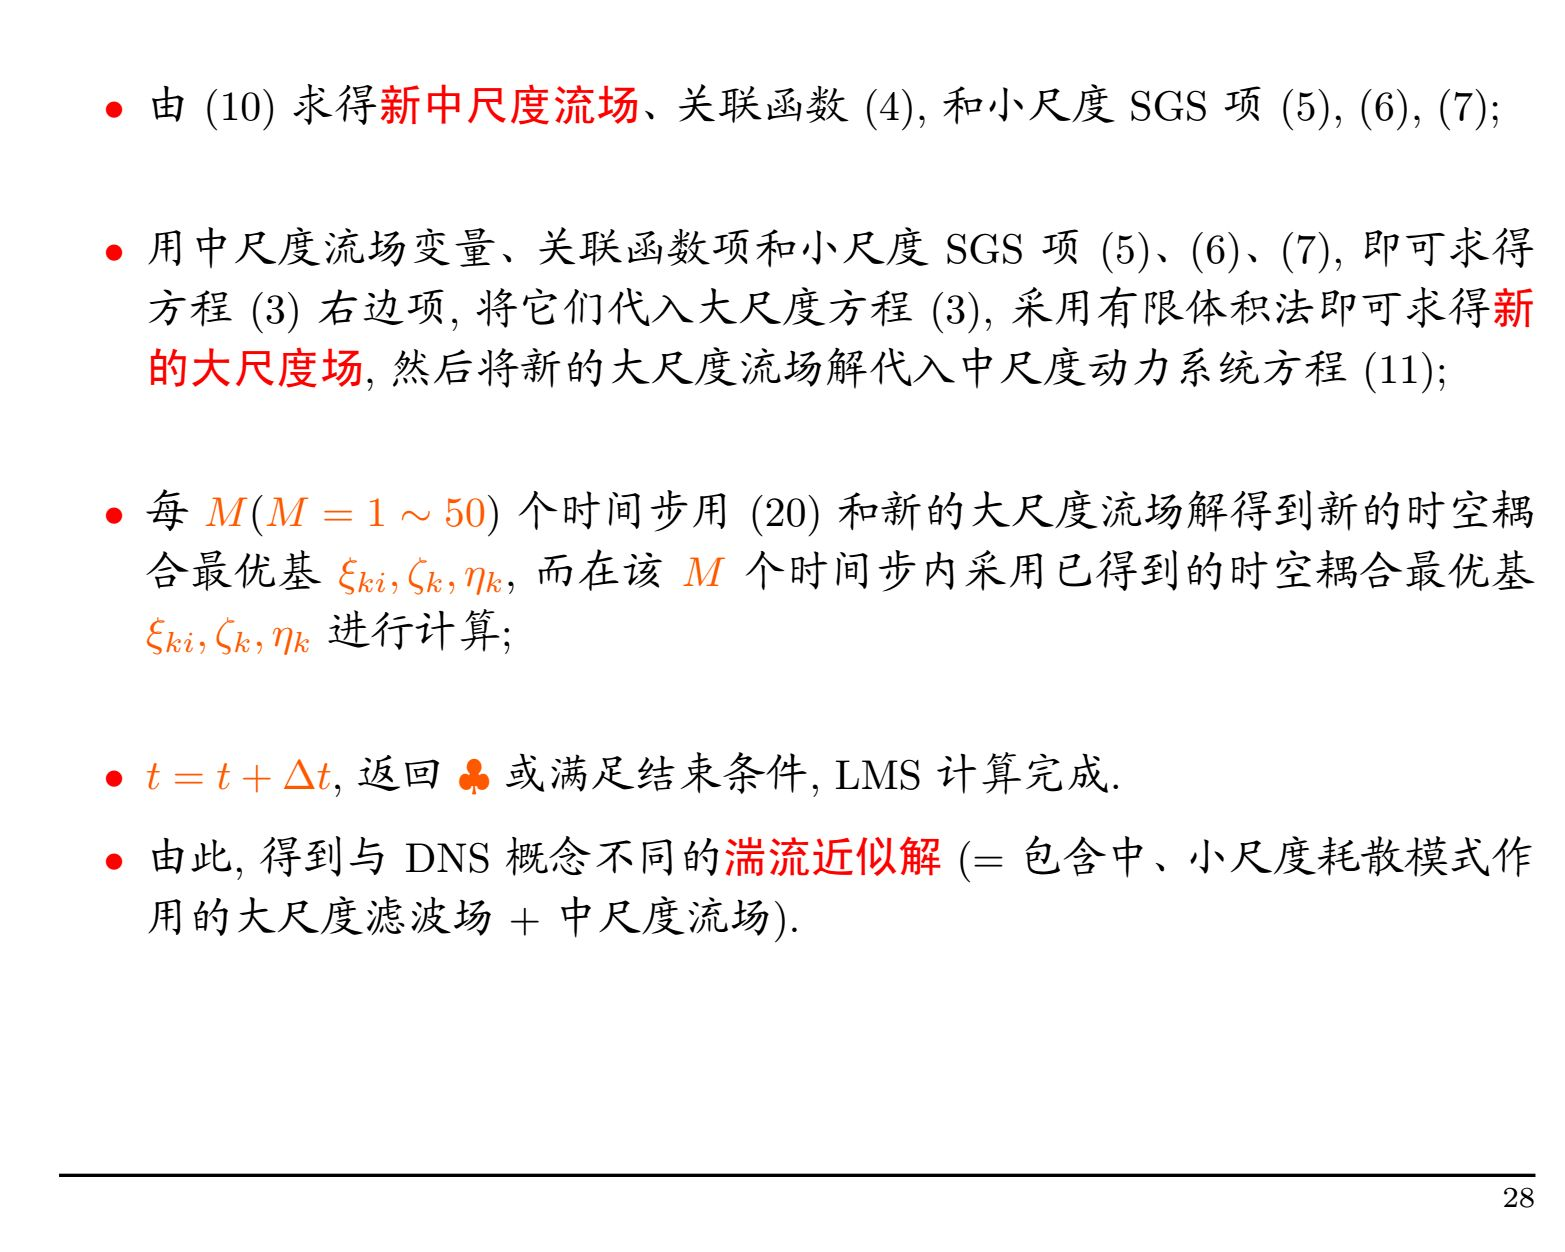 • 由 (10) 求得新中尺度流场、关联函数 (4), 和小尺度 SGS 项 (5), (6), (7);
• 用中尺度流场变量、关联函数项和小尺度 SGS 项 (5)、(6)、(7), 即可求得
方程 (3) 右边项, 将它们代入大尺度方程 (3), 采用有限体积法即可求得新
的大尺度场, 然后将新的大尺度流场解代入中尺度动力系统方程 (11);
• 每 M(M = 1 ∼ 50) 个时间步用 (20) 和新的大尺度流场解得到新的时空耦
合最优基 ξ_{ki}, ζ_k, η_k, 而在该 M 个时间步内采用已得到的时空耦合最优基
ξ_{ki}, ζ_k, η_k 进行计算;
• t = t + Δt, 返回 ♣ 或满足结束条件, LMS 计算完成.
• 由此, 得到与 DNS 概念不同的湍流近似解 (= 包含中、小尺度耗散模式作
用的大尺度滤波场 + 中尺度流场).
28